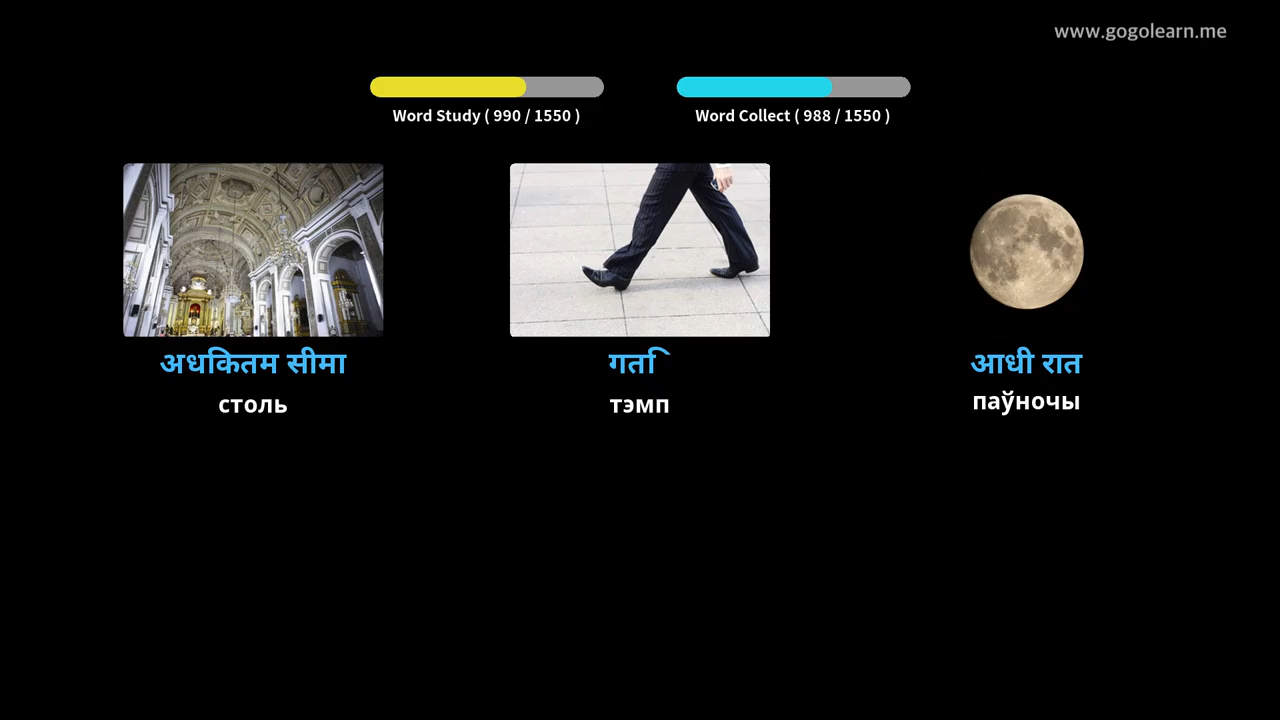 www.gogolearn.me
Word Study ( 990 / 1550 )
Word Collect ( 988 / 1550 )
अधिकतम सीमा
गति
आधी रात
столь
тэмп
паўночы